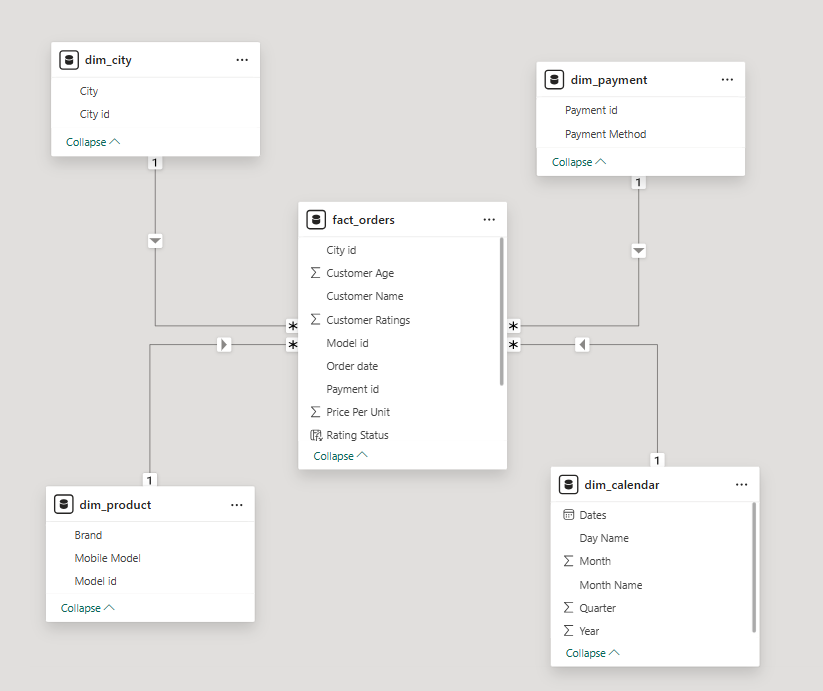 dim_city
City
City id
Collapse
1
dim_payment
Payment id
Payment Method
Collapse
1
fact_orders
City id
Customer Age
Customer Name
Customer Ratings
Model id
Order date
Payment id
Price Per Unit
Rating Status
Collapse
*
*
*
*
1
dim_product
Brand
Mobile Model
Model id
Collapse
1
dim_calendar
Dates
Day Name
Month
Month Name
Quarter
Year
Collapse